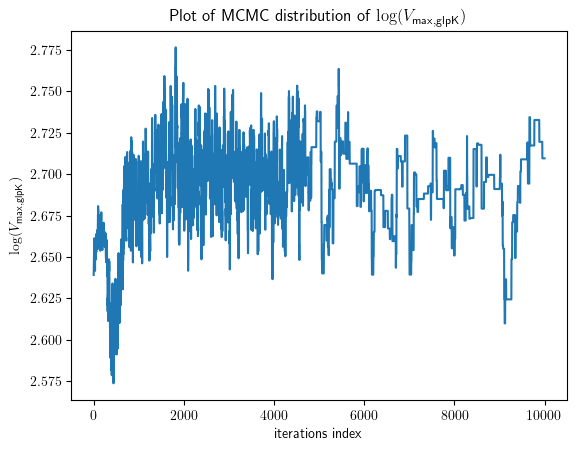 Plot of MCMC distribution of log(V_max,glpK)
log(V_max,glpK)
2.775
2.750
2.725
2.700
2.675
2.650
2.625
2.600
2.575
0 2000 4000 6000 8000 10000
iterations index